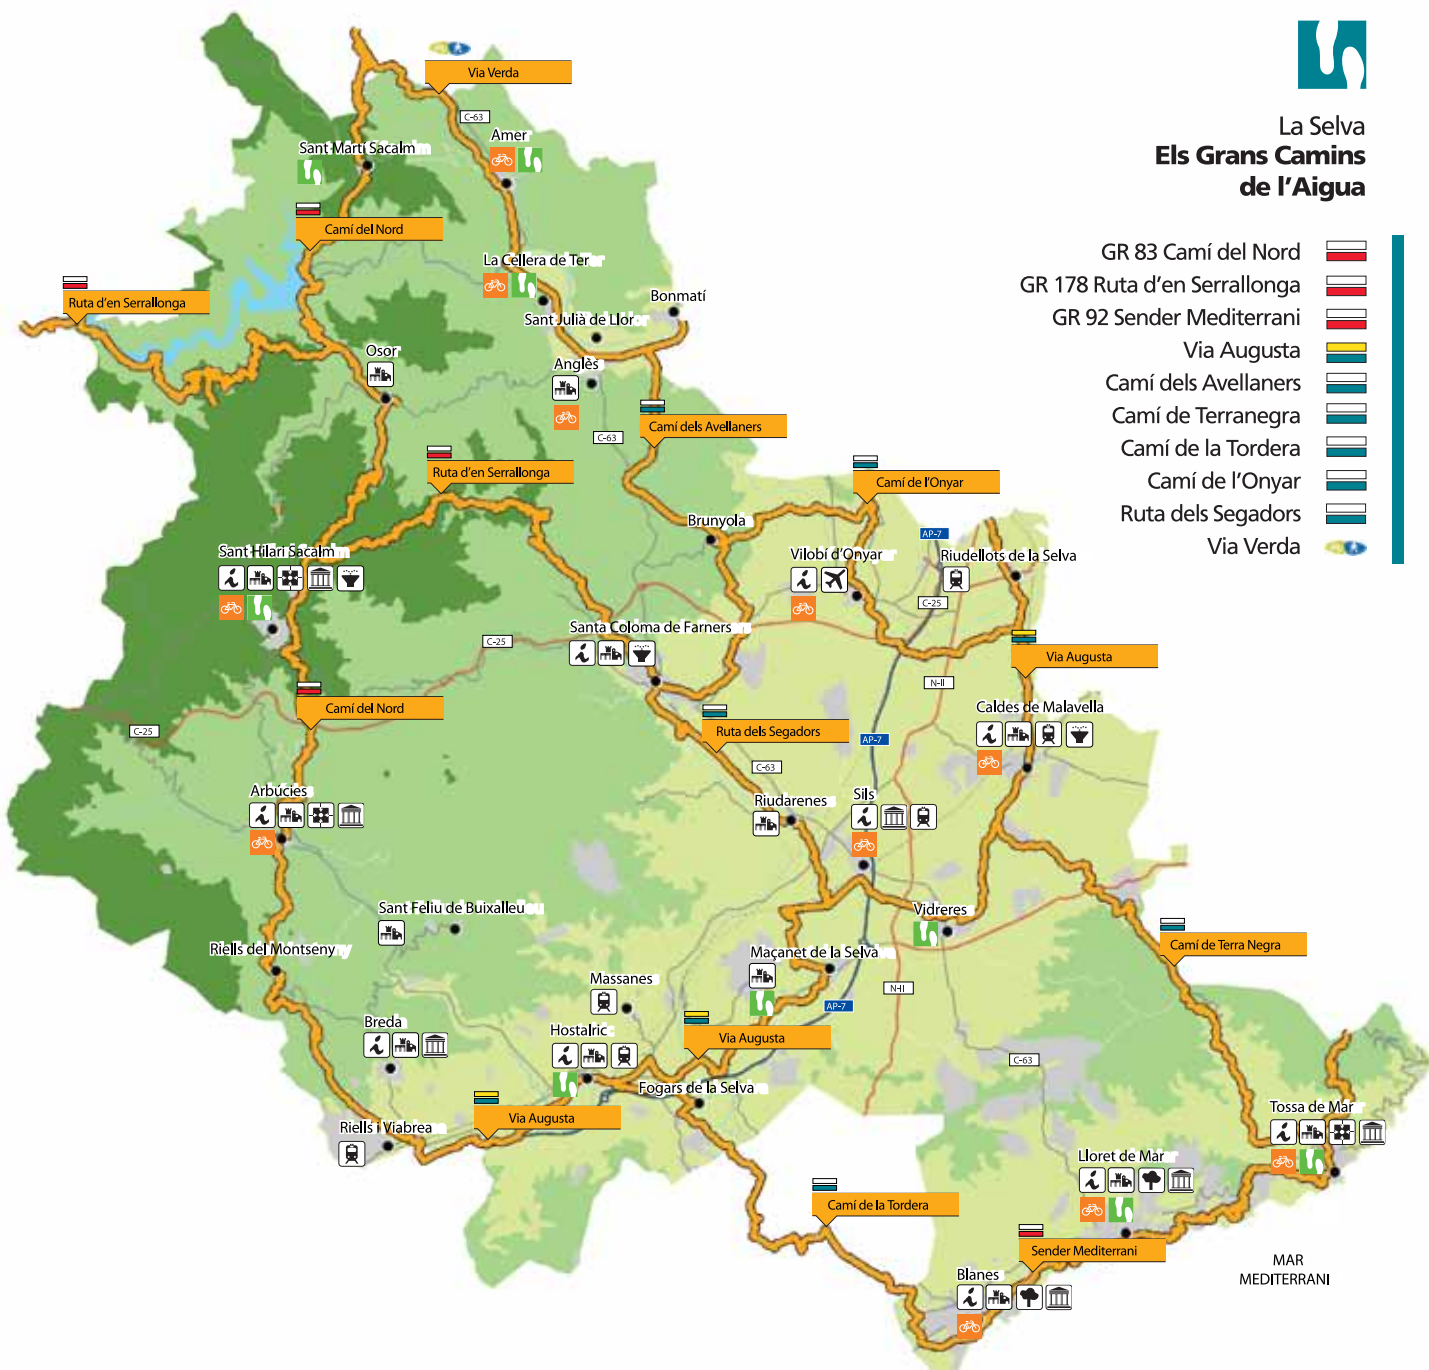 La Selva
Els Grans Camins
de l'Aigua
GR 83 Camí del Nord
GR 178 Ruta d'en Serrallonga
GR 92 Sender Mediterrani
Via Augusta
Camí dels Avellaners
Camí de Terranegra
Camí de la Tordera
Camí de l'Onyar
Ruta dels Segadors
Via Verda
Via Verda
C-63
Amer
Sant Martí Sacalm
Camí del Nord
La Cellera de Ter
Ruta d'en Serrallonga
Bonmatí
Sant Julià de Llor
Osor
Anglès
Camí dels Avellaners
C-63
Ruta d'en Serrallonga
Camí de l'Onyar
Brunyola
AP-7
Sant Hilari Sacalm
Vilobí d'Onyar
Riudellots de la Selva
C-25
Santa Coloma de Farners
C-25
Via Augusta
N-II
Camí del Nord
Caldes de Malavella
C-25
Ruta dels Segadors
AP-7
C-63
Arbúcies
Riudarenes
Sils
Sant Feliu de Buixalleu
Vidreres
Riells del Montseny
Maçanet de la Selva
Camí de Terra Negra
Massanes
N-II
AP-7
Breda
Hostalric
Via Augusta
C-63
Fogars de la Selva
Via Augusta
Riells i Viabrea
Tossa de Mar
Lloret de Mar
Camí de la Tordera
Sender Mediterrani
Blanes
MAR
MEDITERRANI